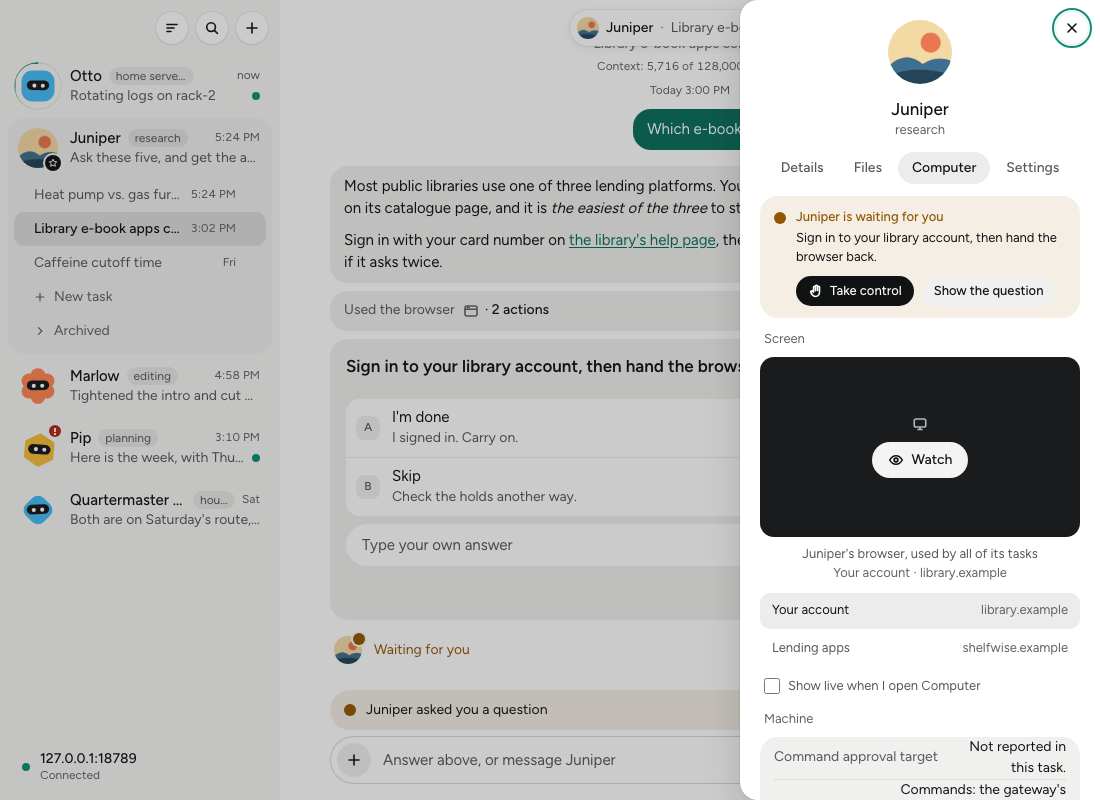 Otto home serve... now
Rotating logs on rack-2
Juniper research 5:24 PM
Ask these five, and get the a...
Heat pump vs. gas fur... 5:24 PM
Library e-book apps c... 3:02 PM
Caffeine cutoff time Fri
New task
Archived
Marlow editing 4:58 PM
Tightened the intro and cut ...
Pip planning 3:10 PM
Here is the week, with Thu...
Quartermaster ... hou... Sat
Both are on Saturday's route,...
127.0.0.1:18789
Connected
Juniper · Library e-b
Library e-book apps co
Context: 5,716 of 128,000
Today 3:00 PM
Which e-book
Most public libraries use one of three lending platforms. You
on its catalogue page, and it is the easiest of the three to st
Sign in with your card number on the library's help page, the
if it asks twice.
Used the browser · 2 actions
Sign in to your library account, then hand the brows
A I'm done
I signed in. Carry on.
B Skip
Check the holds another way.
Type your own answer
Waiting for you
Juniper asked you a question
Answer above, or message Juniper
Juniper
research
Details Files Computer Settings
Juniper is waiting for you
Sign in to your library account, then hand the
browser back.
Take control Show the question
Screen
Watch
Juniper's browser, used by all of its tasks
Your account · library.example
Your account library.example
Lending apps shelfwise.example
Show live when I open Computer
Machine
Command approval target Not reported in
this task.
Commands: the gateway's